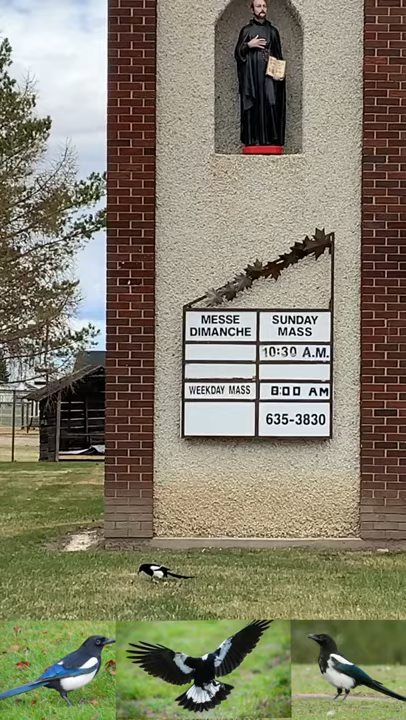 MESSE
DIMANCHE
SUNDAY
MASS
10:30 A.M.
WEEKDAY MASS
8:00 AM
635-3830